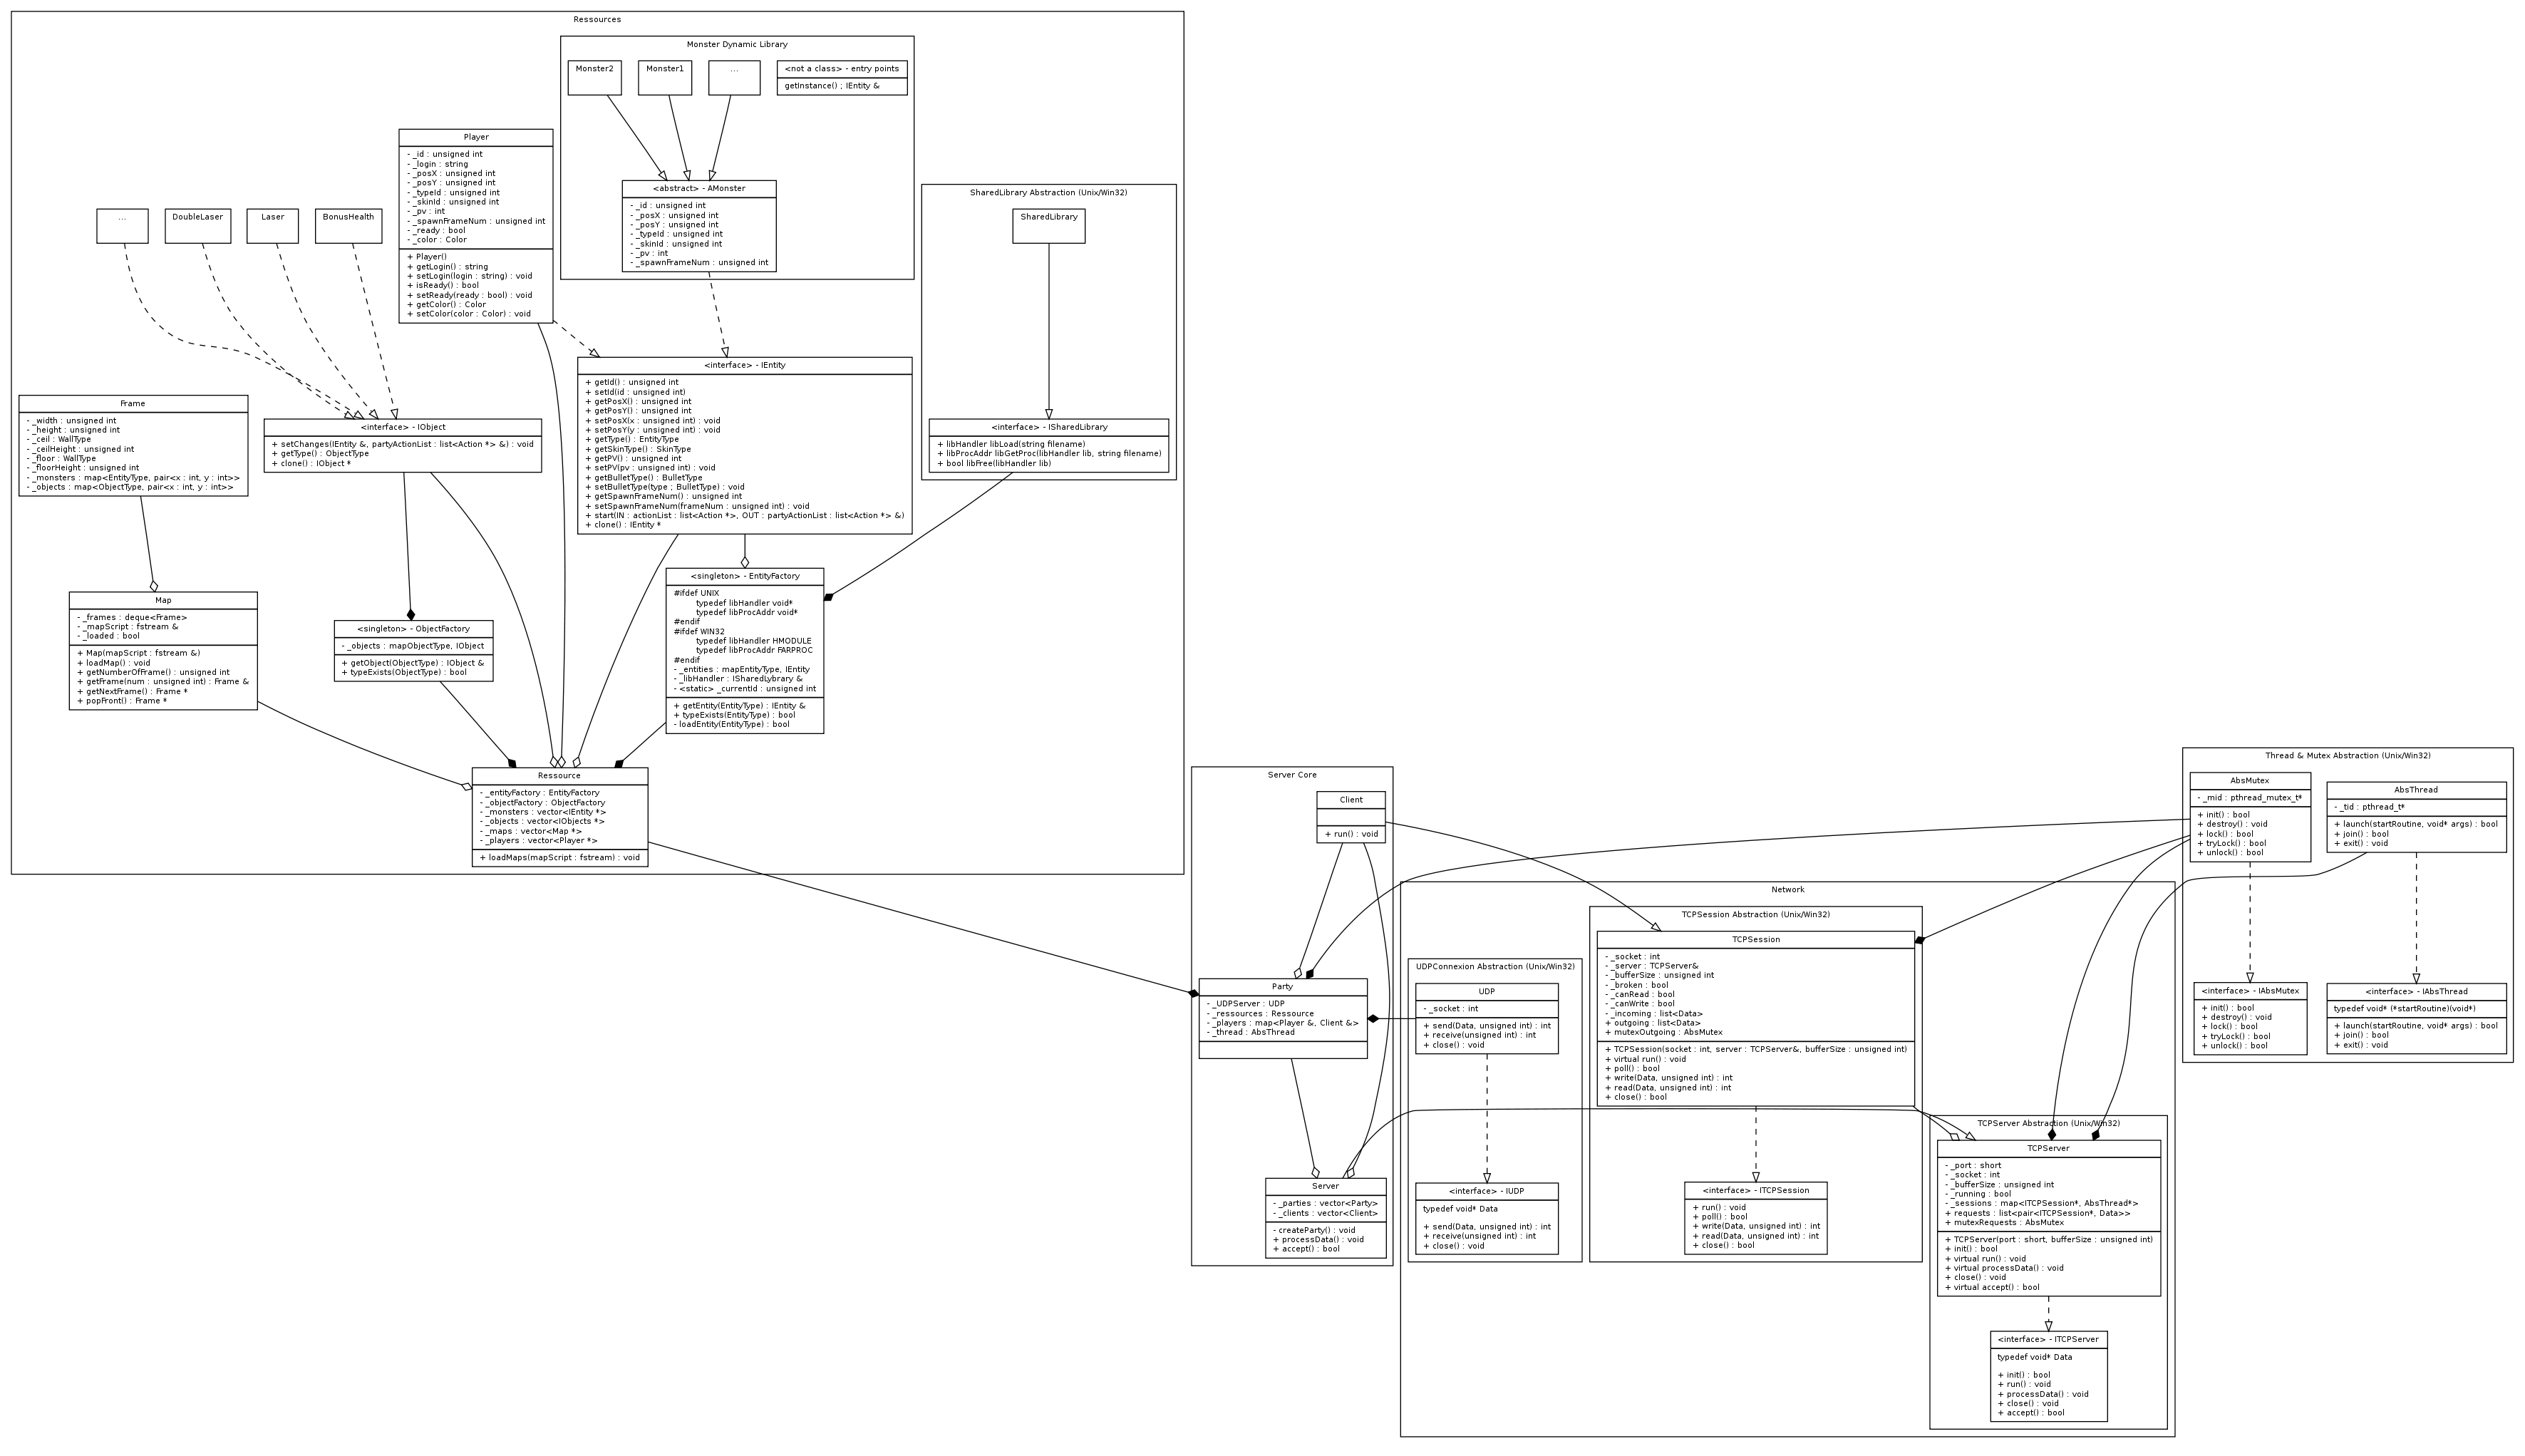 Ressources
Monster Dynamic Library
Monster2
Monster1
...
<not a class> - entry points
getInstance() ; IEntity &
Player
- _id : unsigned int
- _login : string
- _posX : unsigned int
- _posY : unsigned int
- _typeId : unsigned int
- _skinId : unsigned int
- _pv : int
- _spawnFrameNum : unsigned int
- _ready : bool
- _color : Color
+ Player()
+ getLogin() : string
+ setLogin(login : string) : void
+ isReady() : bool
+ setReady(ready : bool) : void
+ getColor() : Color
+ setColor(color : Color) : void
<abstract> - AMonster
- _id : unsigned int
- _posX : unsigned int
- _posY : unsigned int
- _typeId : unsigned int
- _skinId : unsigned int
- _pv : int
- _spawnFrameNum : unsigned int
SharedLibrary Abstraction (Unix/Win32)
SharedLibrary
...
DoubleLaser
Laser
BonusHealth
<interface> - IEntity
+ getId() : unsigned int
+ setId(id : unsigned int)
+ getPosX() : unsigned int
+ getPosY() : unsigned int
+ setPosX(x : unsigned int) : void
+ setPosY(y : unsigned int) : void
+ getType() : EntityType
+ getSkinType() : SkinType
+ getPV() : unsigned int
+ setPV(pv : unsigned int) : void
+ getBulletType() : BulletType
+ setBulletType(type ; BulletType) : void
+ getSpawnFrameNum() : unsigned int
+ setSpawnFrameNum(frameNum : unsigned int) : void
+ start(IN : actionList : list<Action *>, OUT : partyActionList : list<Action *> &)
+ clone() : IEntity *
Frame
- _width : unsigned int
- _height : unsigned int
- _ceil : WallType
- _ceilHeight : unsigned int
- _floor : WallType
- _floorHeight : unsigned int
- _monsters : map<EntityType, pair<x : int, y : int>>
- _objects : map<ObjectType, pair<x : int, y : int>>
<interface> - IObject
+ setChanges(IEntity &, partyActionList : list<Action *> &) : void
+ getType() : ObjectType
+ clone() : IObject *
<interface> - ISharedLibrary
+ libHandler libLoad(string filename)
+ libProcAddr libGetProc(libHandler lib, string filename)
+ bool libFree(libHandler lib)
Map
- _frames : deque<Frame>
- _mapScript : fstream &
- _loaded : bool
+ Map(mapScript : fstream &)
+ loadMap() : void
+ getNumberOfFrame() : unsigned int
+ getFrame(num : unsigned int) : Frame &
+ getNextFrame() : Frame *
+ popFront() : Frame *
<singleton> - ObjectFactory
- _objects : mapObjectType, IObject
+ getObject(ObjectType) : IObject &
+ typeExists(ObjectType) : bool
<singleton> - EntityFactory
#ifdef UNIX
typedef libHandler void*
typedef libProcAddr void*
#endif
#ifdef WIN32
typedef libHandler HMODULE
typedef libProcAddr FARPROC
#endif
- _entities : mapEntityType, IEntity
- _libHandler : ISharedLybrary &
- <static> _currentId : unsigned int
+ getEntity(EntityType) : IEntity &
+ typeExists(EntityType) : bool
- loadEntity(EntityType) : bool
Ressource
- _entityFactory : EntityFactory
- _objectFactory : ObjectFactory
- _monsters : vector<IEntity *>
- _objects : vector<IObjects *>
- _maps : vector<Map *>
- _players : vector<Player *>
+ loadMaps(mapScript : fstream) : void
Server Core
Client
+ run() : void
Party
- _UDPServer : UDP
- _ressources : Ressource
- _players : map<Player &, Client &>
- _thread : AbsThread
Server
- _parties : vector<Party>
- _clients : vector<Client>
- createParty() : void
+ processData() : void
+ accept() : bool
Network
UDPConnexion Abstraction (Unix/Win32)
UDP
- _socket : int
+ send(Data, unsigned int) : int
+ receive(unsigned int) : int
+ close() : void
<interface> - IUDP
typedef void* Data
+ send(Data, unsigned int) : int
+ receive(unsigned int) : int
+ close() : void
TCPSession Abstraction (Unix/Win32)
TCPSession
- _socket : int
- _server : TCPServer&
- _bufferSize : unsigned int
- _broken : bool
- _canRead : bool
- _canWrite : bool
- _incoming : list<Data>
+ outgoing : list<Data>
+ mutexOutgoing : AbsMutex
+ TCPSession(socket : int, server : TCPServer&, bufferSize : unsigned int)
+ virtual run() : void
+ poll() : bool
+ write(Data, unsigned int) : int
+ read(Data, unsigned int) : int
+ close() : bool
<interface> - ITCPSession
+ run() : void
+ poll() : bool
+ write(Data, unsigned int) : int
+ read(Data, unsigned int) : int
+ close() : bool
TCPServer Abstraction (Unix/Win32)
TCPServer
- _port : short
- _socket : int
- _bufferSize : unsigned int
- _running : bool
- _sessions : map<ITCPSession*, AbsThread*>
+ requests : list<pair<ITCPSession*, Data>>
+ mutexRequests : AbsMutex
+ TCPServer(port : short, bufferSize : unsigned int)
+ init() : bool
+ virtual run() : void
+ virtual processData() : void
+ close() : void
+ virtual accept() : bool
<interface> - ITCPServer
typedef void* Data
+ init() : bool
+ run() : void
+ processData() : void
+ close() : void
+ accept() : bool
Thread & Mutex Abstraction (Unix/Win32)
AbsMutex
- _mid : pthread_mutex_t*
+ init() : bool
+ destroy() : void
+ lock() : bool
+ tryLock() : bool
+ unlock() : bool
AbsThread
- _tid : pthread_t*
+ launch(startRoutine, void* args) : bool
+ join() : bool
+ exit() : void
<interface> - IAbsMutex
+ init() : bool
+ destroy() : void
+ lock() : bool
+ tryLock() : bool
+ unlock() : bool
<interface> - IAbsThread
typedef void* (*startRoutine)(void*)
+ launch(startRoutine, void* args) : bool
+ join() : bool
+ exit() : void